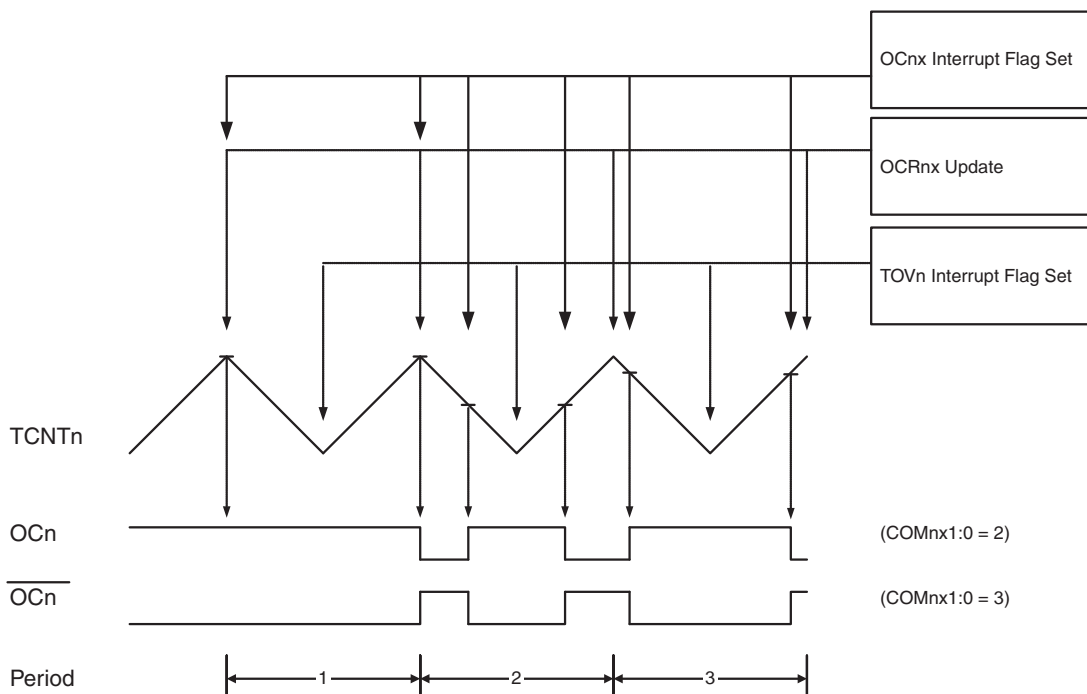 OCnx Interrupt Flag Set
OCRnx Update
TOVn Interrupt Flag Set
TCNTn
OCn
(COMnx1:0 = 2)
OCn
(COMnx1:0 = 3)
Period
1
2
3